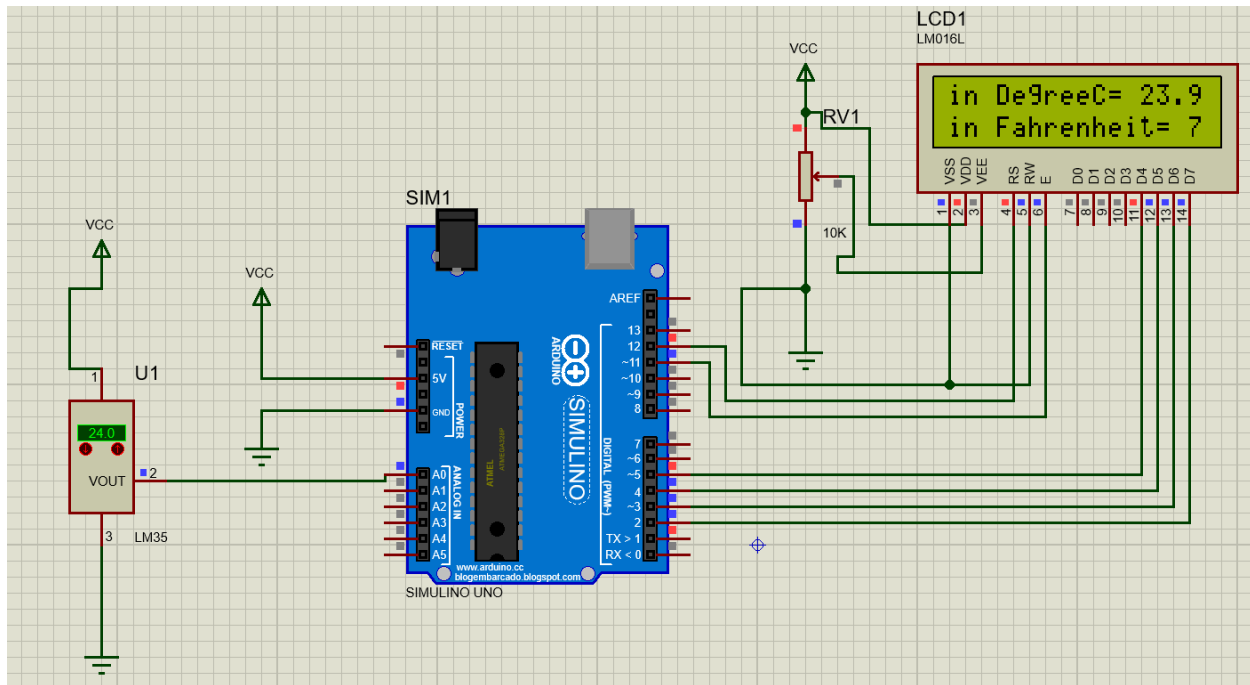 LCD1
LM016L
in DegreeC= 23.9
in Fahrenheit= 7
VSS
VDD
VEE
RS
RW
E
D0
D1
D2
D3
D4
D5
D6
D7
1
2
3
4
5
6
7
8
9
10
11
12
13
14
VCC
RV1
10K
VCC
1
U1
24.0
VOUT
2
3
LM35
VCC
SIM1
RESET
5V
GND
POWER
A0
A1
A2
A3
A4
A5
ANALOG IN
ATMEL
ATMEGA328P
ARDUINO
SIMULINO
AREF
13
12
~11
~10
~9
8
DIGITAL (PWM~)
7
~6
~5
4
~3
2
TX > 1
RX < 0
www.arduino.cc
blogembarcado.blogspot.com
SIMULINO UNO